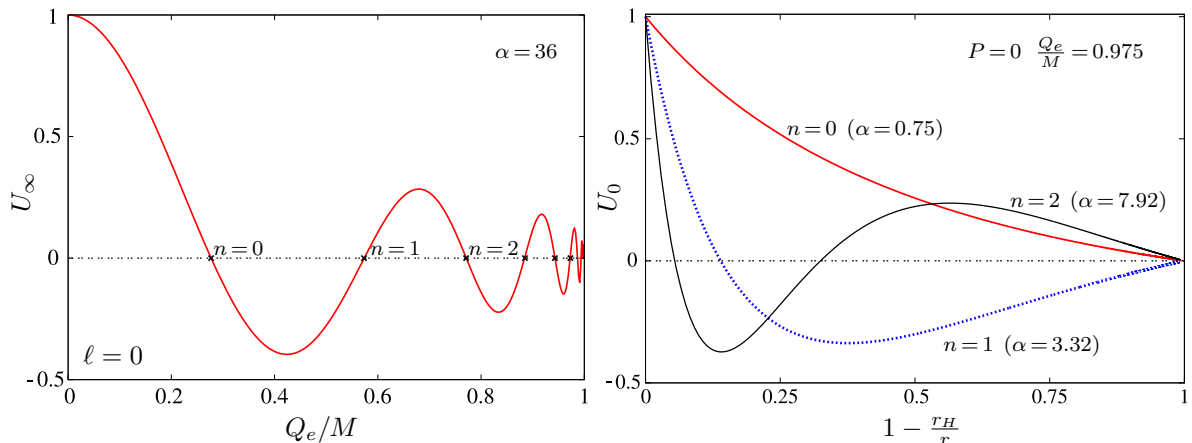 1
0.5
0
-0.5
U∞
α = 36
n = 0
n = 1
n = 2
ℓ = 0
0 0.2 0.4 0.6 0.8 1
Q_e/M
1
0.5
0
-0.5
U_0
P = 0 Q_e/M = 0.975
n = 0 (α = 0.75)
n = 2 (α = 7.92)
n = 1 (α = 3.32)
0 0.25 0.5 0.75 1
1 − r_H/r